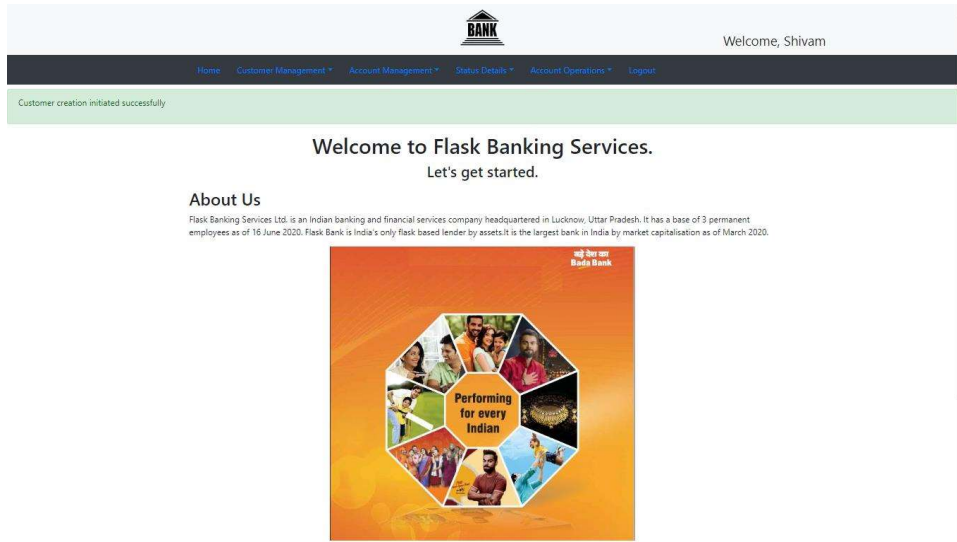 BANK
Welcome, Shivam
Home Customer Management Account Management Status Details Account Operations Logout
Customer creation initiated successfully
Welcome to Flask Banking Services.
Let's get started.
About Us
Flask Banking Services Ltd. is an Indian banking and financial services company headquartered in Lucknow, Uttar Pradesh. It has a base of 3 permanent
employees as of 16 June 2020. Flask Bank is India's only flask based lender by assets.It is the largest bank in India by market capitalisation as of March 2020.
बड़े देश का
Bada Bank
Performing
for every
Indian